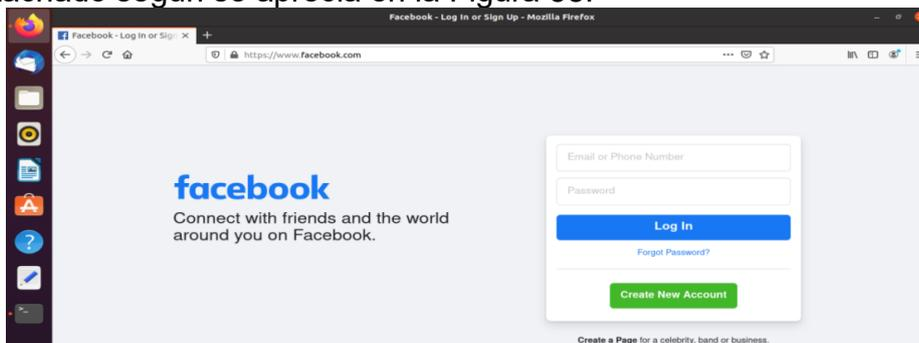 Facebook - Log In or Sign Up - Mozilla Firefox
Facebook - Log In or Sign
https://www.facebook.com
Email or Phone Number
Password
facebook
Connect with friends and the world
around you on Facebook.
Log In
Forgot Password?
Create New Account
Create a Page for a celebrity, band or business.